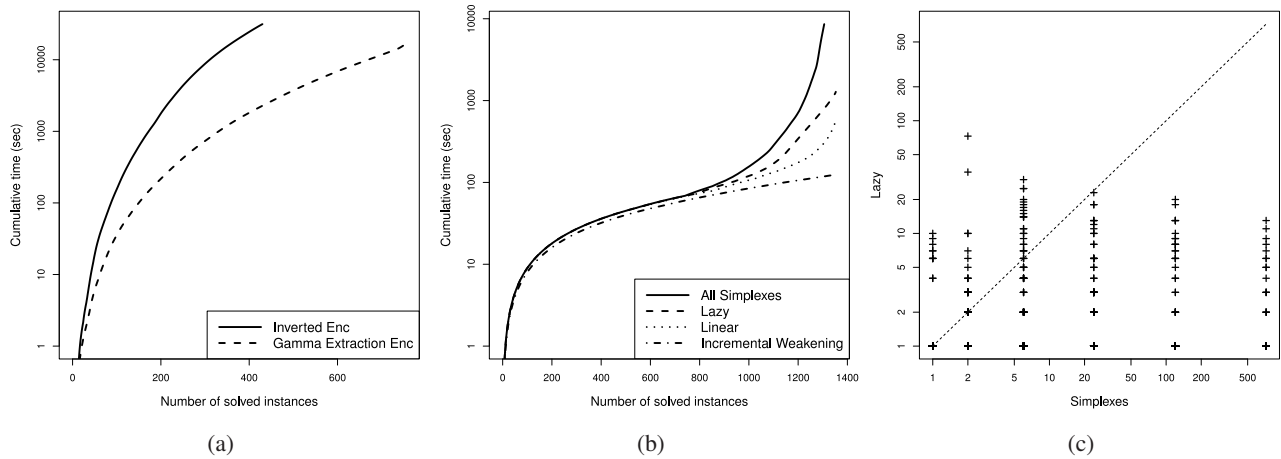 10000
1000
100
10
1
Cumulative time (sec)
Inverted Enc
Gamma Extraction Enc
0 200 400 600
Number of solved instances
(a)
10000
1000
100
10
1
Cumulative time (sec)
All Simplexes
Lazy
Linear
Incremental Weakening
0 200 400 600 800 1000 1200 1400
Number of solved instances
(b)
500
200
100
50
20
10
5
2
1
Lazy
1 2 5 10 20 50 100 200 500
Simplexes
(c)